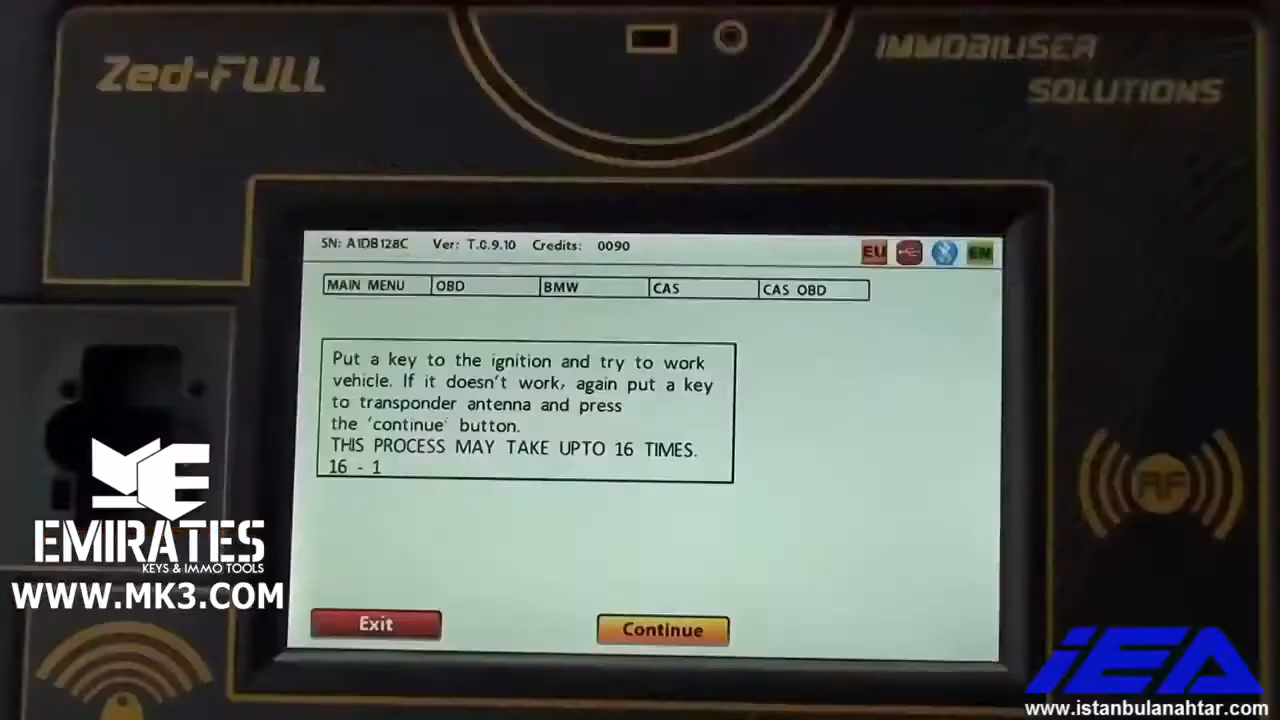 Zed-FULL
IMMOBILISER
SOLUTIONS
SN: A1DB128C Ver: T.0.9.10 Credits: 0090
EU
EN
MAIN MENU OBD BMW CAS CAS OBD
Put a key to the ignition and try to work
vehicle. If it doesn't work, again put a key
to transponder antenna and press
the 'continue' button.
THIS PROCESS MAY TAKE UPTO 16 TIMES.
16 - 1
Exit
Continue
RF
EMIRATES
KEYS & IMMO TOOLS
WWW.MK3.COM
iEA
www.istanbulanahtar.com